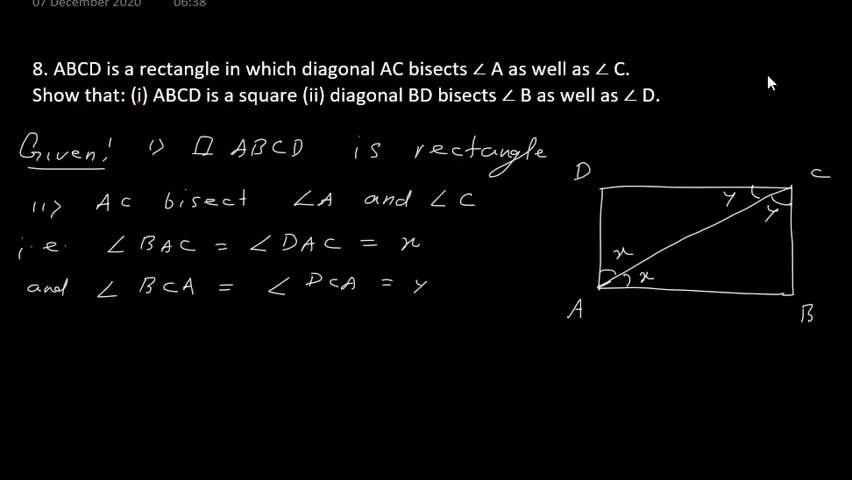 07 December 2020 06:38
8. ABCD is a rectangle in which diagonal AC bisects ∠ A as well as ∠ C.
Show that: (i) ABCD is a square (ii) diagonal BD bisects ∠ B as well as ∠ D.
Given! i) □ ABCD is rectangle
ii) AC bisect ∠A and ∠C
i.e. ∠ BAC = ∠ DAC = x
and ∠ BCA = ∠ DCA = y
D C
y
y
x
x
A B